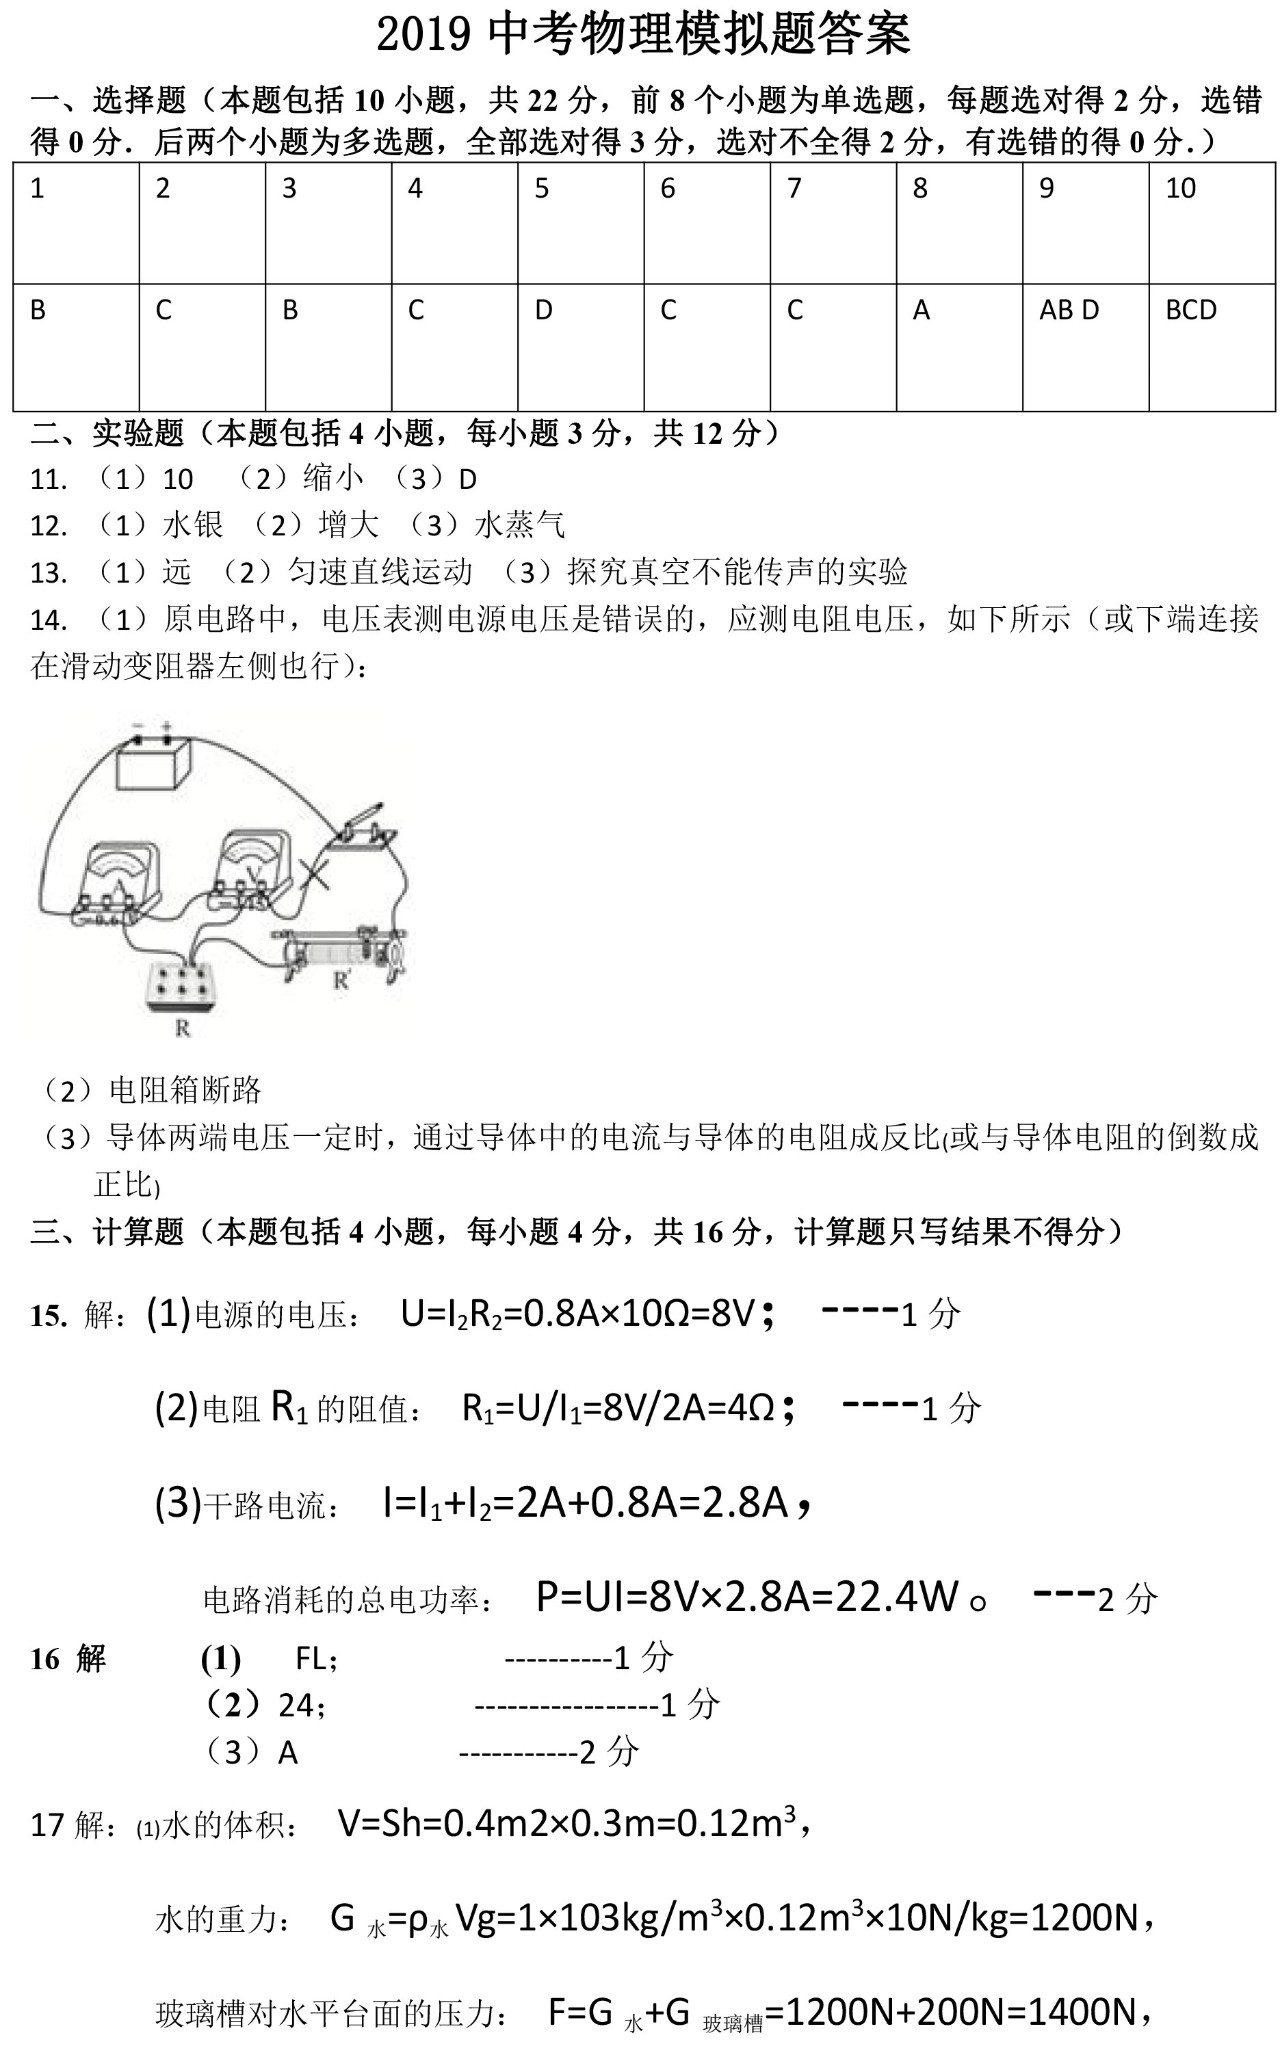 2019 中考物理模拟题答案
一、选择题（本题包括 10 小题，共 22 分，前 8 个小题为单选题，每题选对得 2 分，选错
得 0 分．后两个小题为多选题，全部选对得 3 分，选对不全得 2 分，有选错的得 0 分．）
1 2 3 4 5 6 7 8 9 10
B C B C D C C A AB D BCD
二、实验题（本题包括 4 小题，每小题 3 分，共 12 分）
11. （1）10 （2）缩小 （3）D
12. （1）水银 （2）增大 （3）水蒸气
13. （1）远 （2）匀速直线运动 （3）探究真空不能传声的实验
14. （1）原电路中，电压表测电源电压是错误的，应测电阻电压，如下所示（或下端连接
在滑动变阻器左侧也行）：
- +
A V
R'
R
（2）电阻箱断路
（3）导体两端电压一定时，通过导体中的电流与导体的电阻成反比(或与导体电阻的倒数成
正比)
三、计算题（本题包括 4 小题，每小题 4 分，共 16 分，计算题只写结果不得分）
15. 解：(1)电源的电压： U=I₂R₂=0.8A×10Ω=8V； ----1 分
(2)电阻 R₁ 的阻值： R₁=U/I₁=8V/2A=4Ω； ----1 分
(3)干路电流： I=I₁+I₂=2A+0.8A=2.8A，
电路消耗的总电功率： P=UI=8V×2.8A=22.4W。 ---2 分
16 解 (1) FL； ----------1 分
（2）24； -----------------1 分
（3）A -----------2 分
17 解：(1)水的体积： V=Sh=0.4m2×0.3m=0.12m³，
水的重力： G 水=ρ水 Vg=1×103kg/m³×0.12m³×10N/kg=1200N，
玻璃槽对水平台面的压力： F=G 水+G 玻璃槽=1200N+200N=1400N，